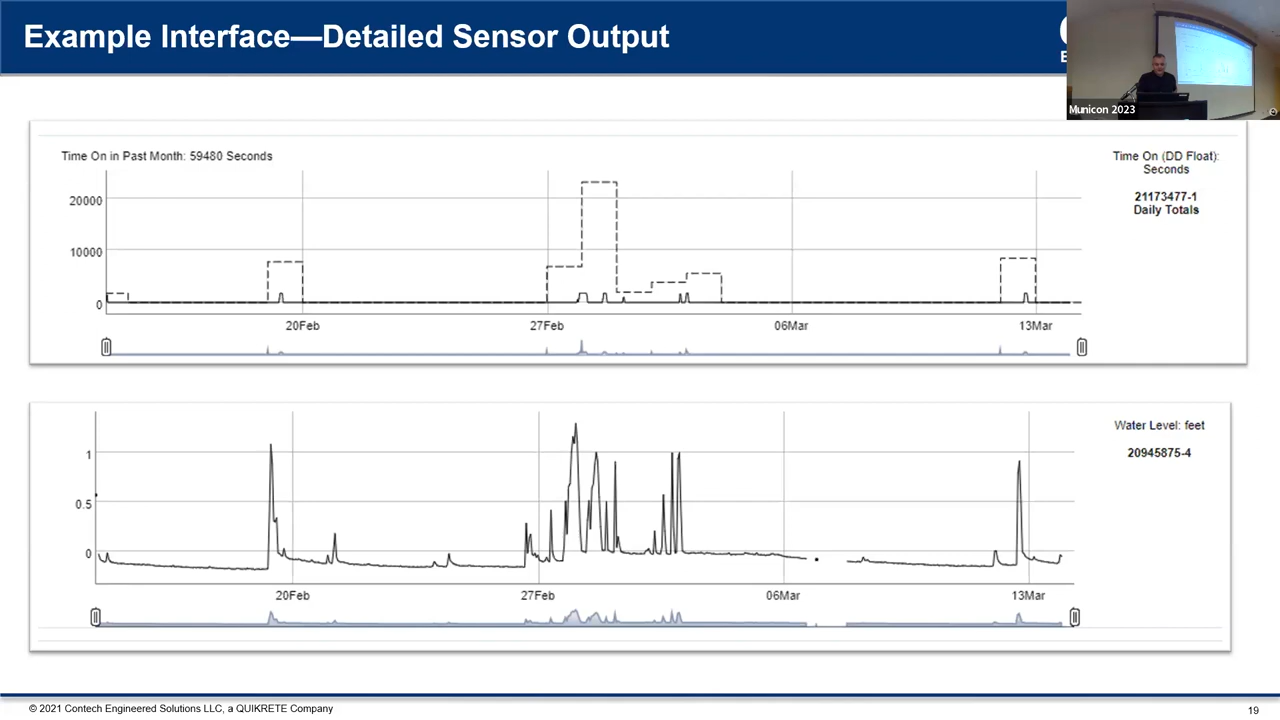 Example Interface—Detailed Sensor Output
Municon 2023
Time On in Past Month: 59480 Seconds
Time On (DD Float):
Seconds
21173477-1
Daily Totals
20000
10000
0
20Feb
27Feb
06Mar
13Mar
Water Level: feet
20945875-4
1
0.5
0
20Feb
27Feb
06Mar
13Mar
© 2021 Contech Engineered Solutions LLC, a QUIKRETE Company
19